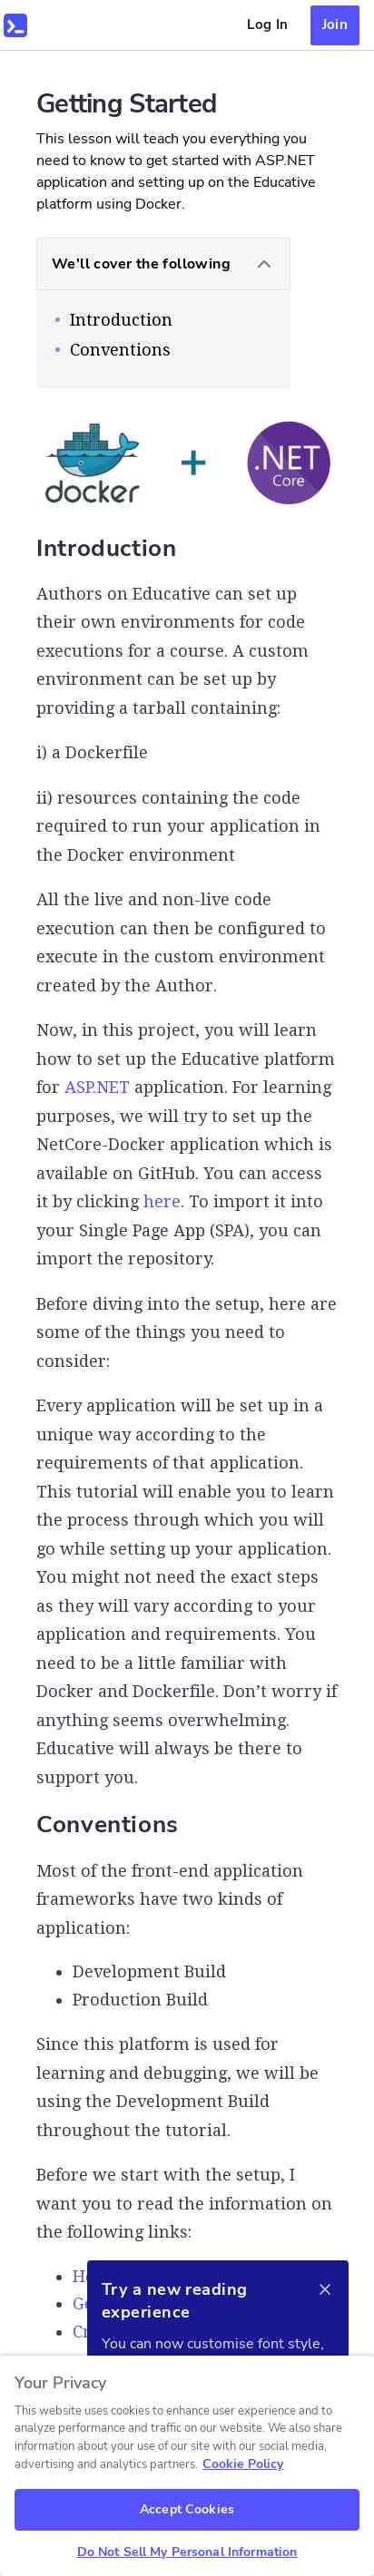 Log In
Join
Getting Started
This lesson will teach you everything you
need to know to get started with ASP.NET
application and setting up on the Educative
platform using Docker.
We'll cover the following
Introduction
Conventions
docker
+
.NET
Core
Introduction
Authors on Educative can set up
their own environments for code
executions for a course. A custom
environment can be set up by
providing a tarball containing:
i) a Dockerfile
ii) resources containing the code
required to run your application in
the Docker environment
All the live and non-live code
execution can then be configured to
execute in the custom environment
created by the Author.
Now, in this project, you will learn
how to set up the Educative platform
for ASP.NET application. For learning
purposes, we will try to set up the
NetCore-Docker application which is
available on GitHub. You can access
it by clicking here. To import it into
your Single Page App (SPA), you can
import the repository.
Before diving into the setup, here are
some of the things you need to
consider:
Every application will be set up in a
unique way according to the
requirements of that application.
This tutorial will enable you to learn
the process through which you will
go while setting up your application.
You might not need the exact steps
as they will vary according to your
application and requirements. You
need to be a little familiar with
Docker and Dockerfile. Don’t worry if
anything seems overwhelming.
Educative will always be there to
support you.
Conventions
Most of the front-end application
frameworks have two kinds of
application:
Development Build
Production Build
Since this platform is used for
learning and debugging, we will be
using the Development Build
throughout the tutorial.
Before we start with the setup, I
want you to read the information on
the following links:
Try a new reading
experience
You can now customise font style,
Your Privacy
This website uses cookies to enhance user experience and to
analyze performance and traffic on our website. We also share
information about your use of our site with our social media,
advertising and analytics partners. Cookie Policy
Accept Cookies
Do Not Sell My Personal Information